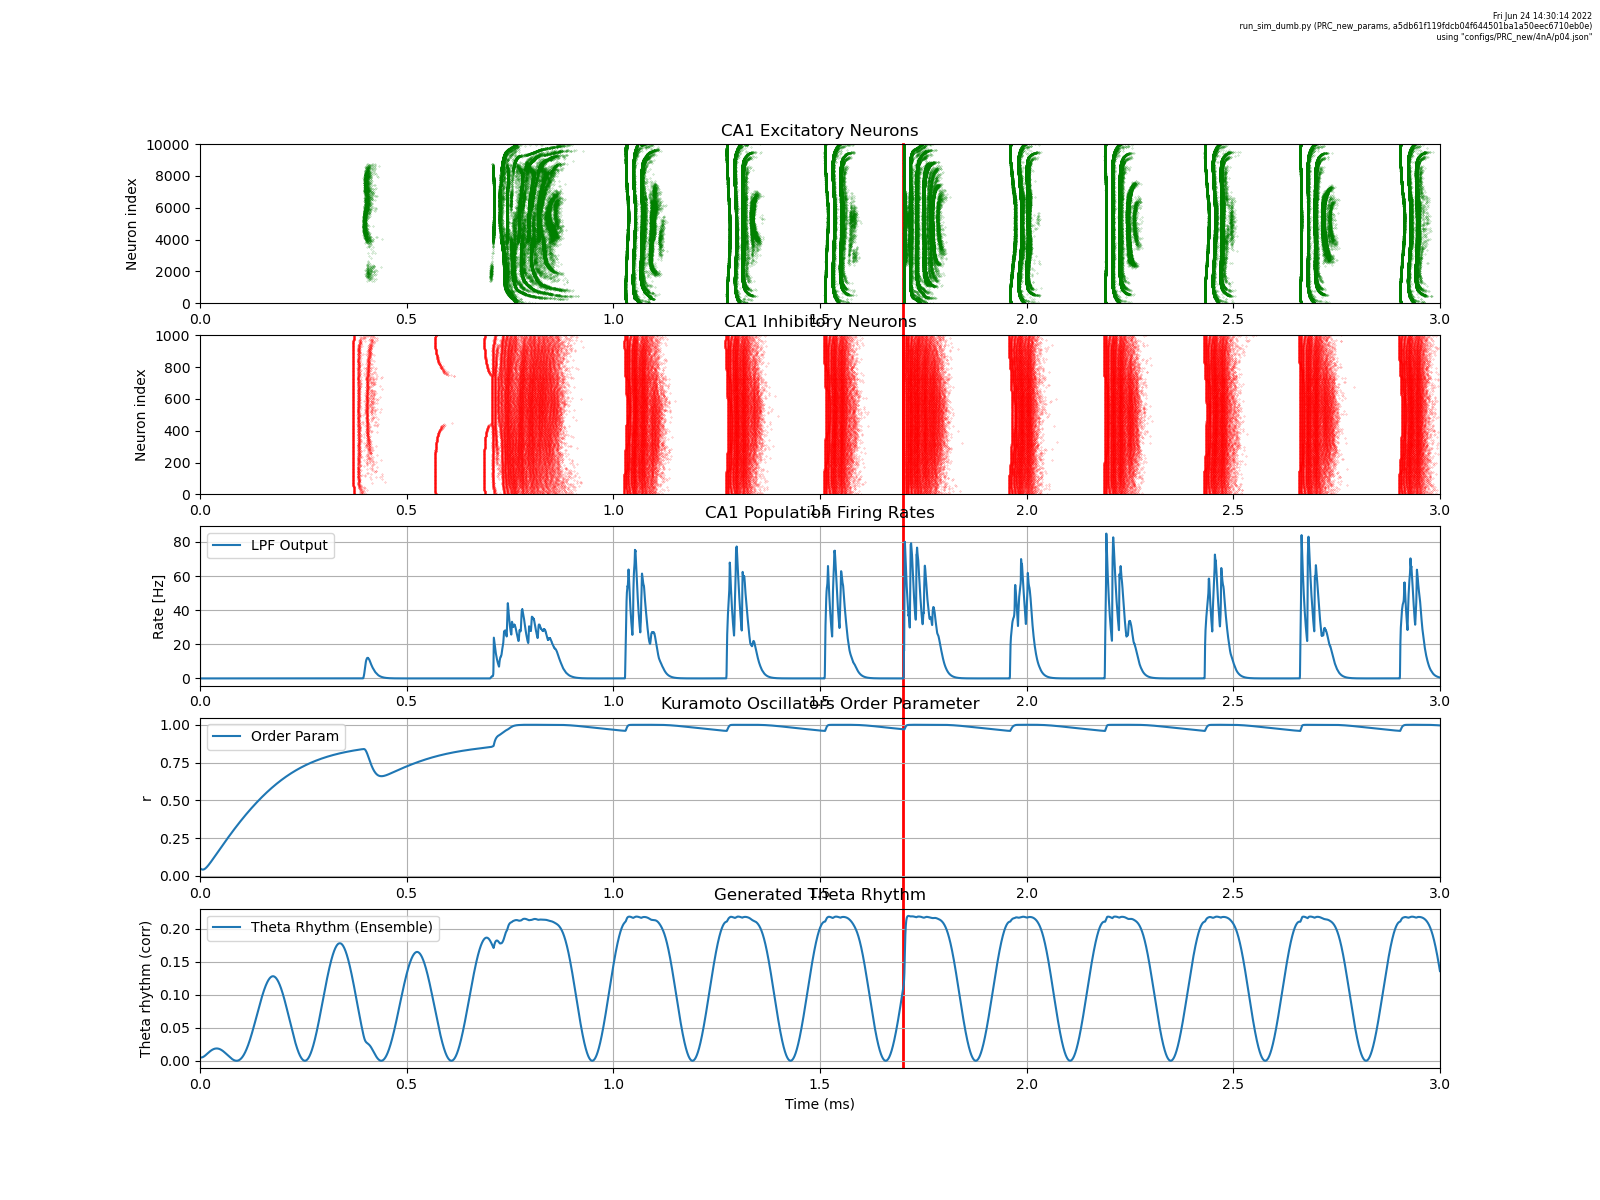 Fri Jun 24 14:30:14 2022
run_sim_dumb.py (PRC_new_params, a5db61f119fdcb04f644501ba1a50eec6710eb0e)
using "configs/PRC_new/4nA/p04.json"
CA1 Excitatory Neurons
Neuron index
10000
8000
6000
4000
2000
0
0.0 0.5 1.0 1.5 2.0 2.5 3.0
CA1 Inhibitory Neurons
Neuron index
1000
800
600
400
200
0
0.0 0.5 1.0 1.5 2.0 2.5 3.0
CA1 Population Firing Rates
LPF Output
Rate [Hz]
80
60
40
20
0
0.0 0.5 1.0 1.5 2.0 2.5 3.0
Kuramoto Oscillators Order Parameter
Order Param
r
1.00
0.75
0.50
0.25
0.00
0.0 0.5 1.0 1.5 2.0 2.5 3.0
Generated Theta Rhythm
Theta Rhythm (Ensemble)
Theta rhythm (corr)
0.20
0.15
0.10
0.05
0.00
0.0 0.5 1.0 1.5 2.0 2.5 3.0
Time (ms)